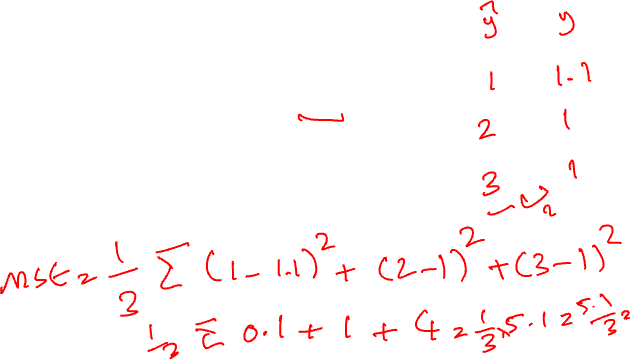 ŷ y
1 1.1
2 1
3 1
MSE = 1/3 Σ (1-1.1)² + (2-1)² + (3-1)²
1/3 Σ 0.1 + 1 + 4 = 1/3 × 5.1 = 5.1/3 =